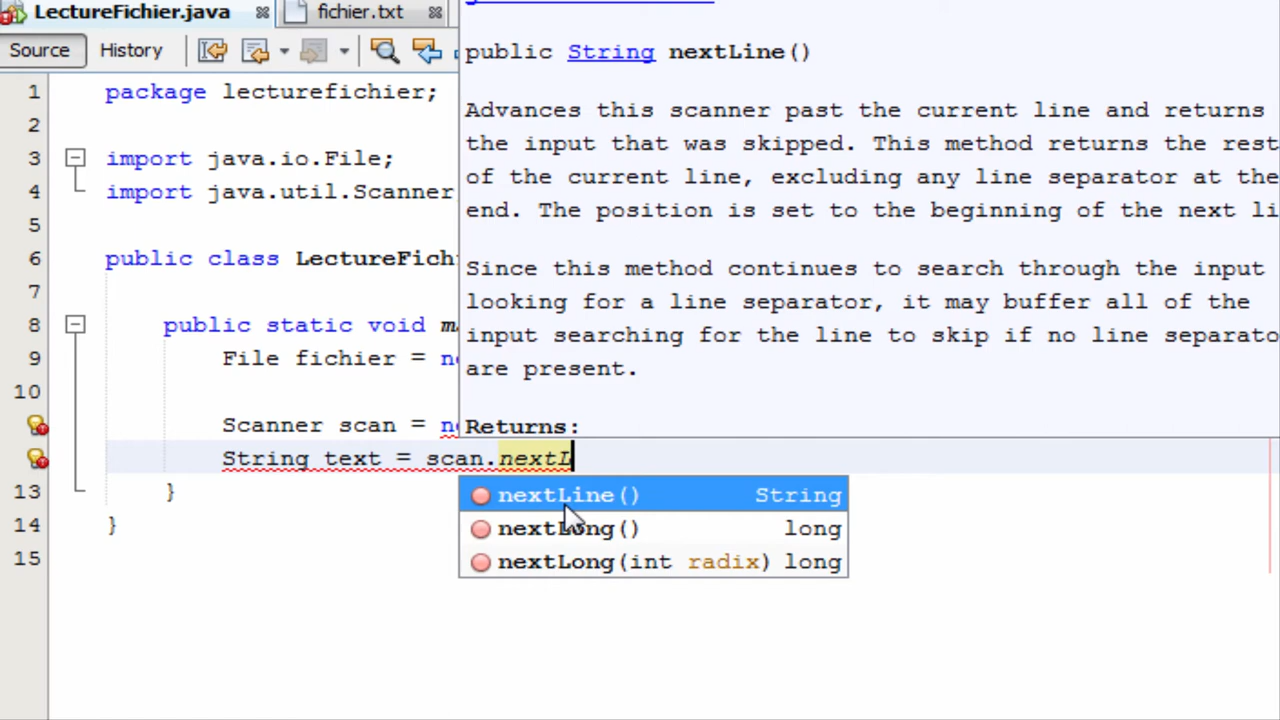 LectureFichier.java fichier.txt
Source History
public String nextLine()
Advances this scanner past the current line and returns
the input that was skipped. This method returns the rest
of the current line, excluding any line separator at the
end. The position is set to the beginning of the next li
Since this method continues to search through the input
looking for a line separator, it may buffer all of the
input searching for the line to skip if no line separato
are present.
Returns:
1 package lecturefichier;
2
3 import java.io.File;
4 import java.util.Scanner
5
6 public class LectureFich
7
8 public static void m
9 File fichier = n
10
Scanner scan = n
String text = scan.nextL
nextLine() String
nextLong() long
nextLong(int radix) long
13 }
14 }
15